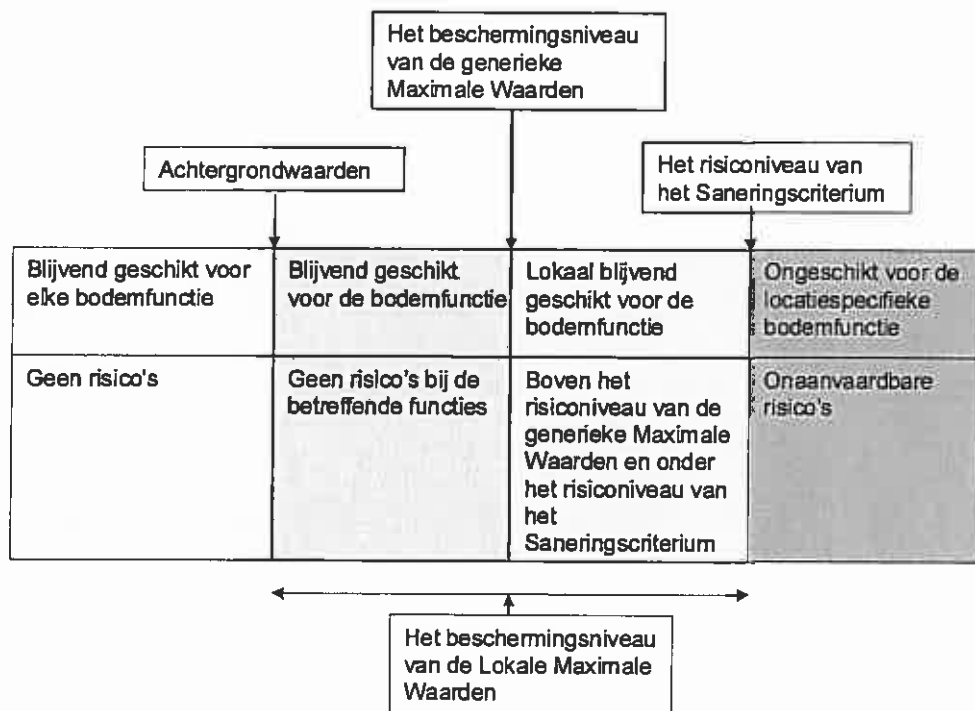 Het beschermingsniveau
van de generieke
Maximale Waarden
Achtergrondwaarden
Het risiconiveau van
het Saneringscriterium
Blijvend geschikt voor
elke bodemfunctie
Blijvend geschikt
voor de bodemfunctie
Lokaal blijvend
geschikt voor de
bodemfunctie
Ongeschikt voor de
locatiespecifieke
bodemfunctie
Geen risico's
Geen risico's bij de
betreffende functies
Boven het
risiconiveau van de
generieke Maximale
Waarden en onder
het risiconiveau van
het
Saneringscriterium
Onaanvaardbare
risico's
Het beschermingsniveau
van de Lokale Maximale
Waarden